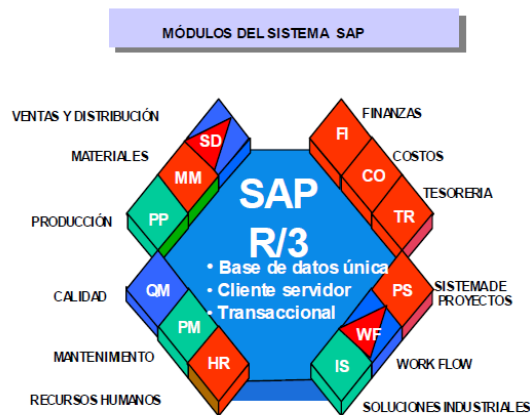 MÓDULOS DEL SISTEMA SAP
VENTAS Y DISTRIBUCIÓN
SD
MATERIALES
MM
PRODUCCIÓN
PP
CALIDAD
QM
PM
MANTENIMIENTO
HR
RECURSOS HUMANOS
SAP
R/3
• Base de datos única
• Cliente servidor
• Transaccional
FINANZAS
FI
COSTOS
CO
TESORERIA
TR
PS
SISTEMA DE
PROYECTOS
WF
WORK FLOW
IS
SOLUCIONES INDUSTRIALES